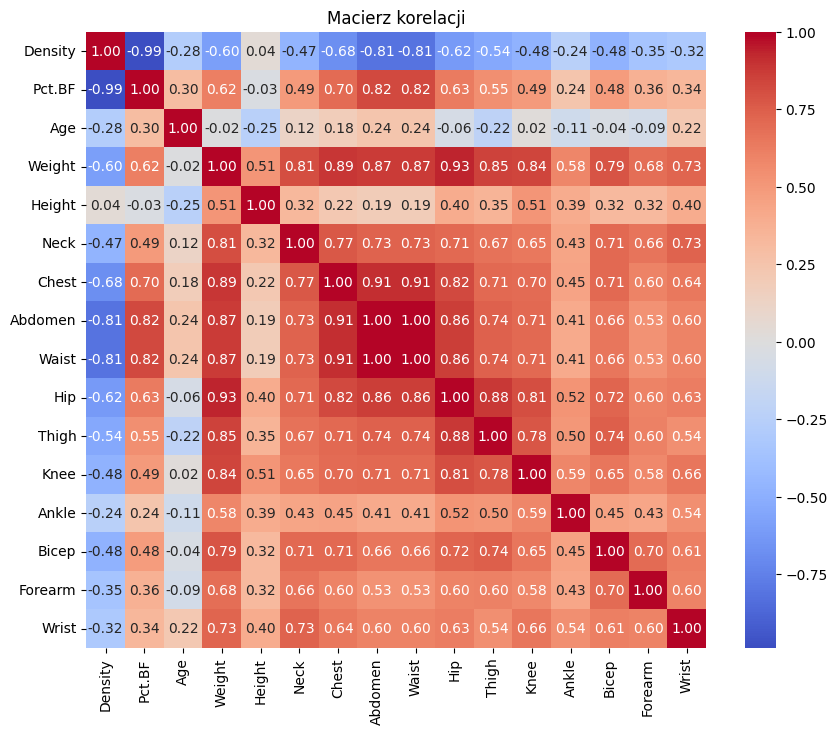 Macierz korelacji
Density 1.00 -0.99 -0.28 -0.60 0.04 -0.47 -0.68 -0.81 -0.81 -0.62 -0.54 -0.48 -0.24 -0.48 -0.35 -0.32
Pct.BF -0.99 1.00 0.30 0.62 -0.03 0.49 0.70 0.82 0.82 0.63 0.55 0.49 0.24 0.48 0.36 0.34
Age -0.28 0.30 1.00 -0.02 -0.25 0.12 0.18 0.24 0.24 -0.06 -0.22 0.02 -0.11 -0.04 -0.09 0.22
Weight -0.60 0.62 -0.02 1.00 0.51 0.81 0.89 0.87 0.87 0.93 0.85 0.84 0.58 0.79 0.68 0.73
Height 0.04 -0.03 -0.25 0.51 1.00 0.32 0.22 0.19 0.19 0.40 0.35 0.51 0.39 0.32 0.32 0.40
Neck -0.47 0.49 0.12 0.81 0.32 1.00 0.77 0.73 0.73 0.71 0.67 0.65 0.43 0.71 0.66 0.73
Chest -0.68 0.70 0.18 0.89 0.22 0.77 1.00 0.91 0.91 0.82 0.71 0.70 0.45 0.71 0.60 0.64
Abdomen -0.81 0.82 0.24 0.87 0.19 0.73 0.91 1.00 1.00 0.86 0.74 0.71 0.41 0.66 0.53 0.60
Waist -0.81 0.82 0.24 0.87 0.19 0.73 0.91 1.00 1.00 0.86 0.74 0.71 0.41 0.66 0.53 0.60
Hip -0.62 0.63 -0.06 0.93 0.40 0.71 0.82 0.86 0.86 1.00 0.88 0.81 0.52 0.72 0.60 0.63
Thigh -0.54 0.55 -0.22 0.85 0.35 0.67 0.71 0.74 0.74 0.88 1.00 0.78 0.50 0.74 0.60 0.54
Knee -0.48 0.49 0.02 0.84 0.51 0.65 0.70 0.71 0.71 0.81 0.78 1.00 0.59 0.65 0.58 0.66
Ankle -0.24 0.24 -0.11 0.58 0.39 0.43 0.45 0.41 0.41 0.52 0.50 0.59 1.00 0.45 0.43 0.54
Bicep -0.48 0.48 -0.04 0.79 0.32 0.71 0.71 0.66 0.66 0.72 0.74 0.65 0.45 1.00 0.70 0.61
Forearm -0.35 0.36 -0.09 0.68 0.32 0.66 0.60 0.53 0.53 0.60 0.60 0.58 0.43 0.70 1.00 0.60
Wrist -0.32 0.34 0.22 0.73 0.40 0.73 0.64 0.60 0.60 0.63 0.54 0.66 0.54 0.61 0.60 1.00
Density Pct.BF Age Weight Height Neck Chest Abdomen Waist Hip Thigh Knee Ankle Bicep Forearm Wrist
1.00
0.75
0.50
0.25
0.00
−0.25
−0.50
−0.75